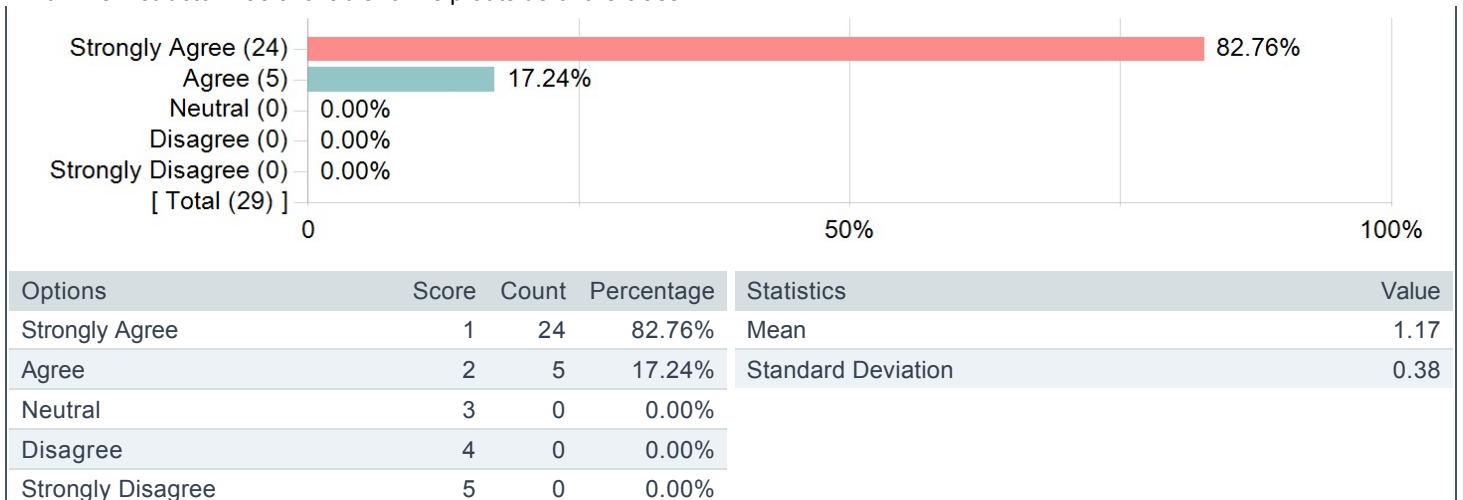 Strongly Agree (24) 82.76%
Agree (5) 17.24%
Neutral (0) 0.00%
Disagree (0) 0.00%
Strongly Disagree (0) 0.00%
[ Total (29) ]
0 50% 100%
Options Score Count Percentage
Strongly Agree 1 24 82.76%
Agree 2 5 17.24%
Neutral 3 0 0.00%
Disagree 4 0 0.00%
Strongly Disagree 5 0 0.00%
Statistics Value
Mean 1.17
Standard Deviation 0.38